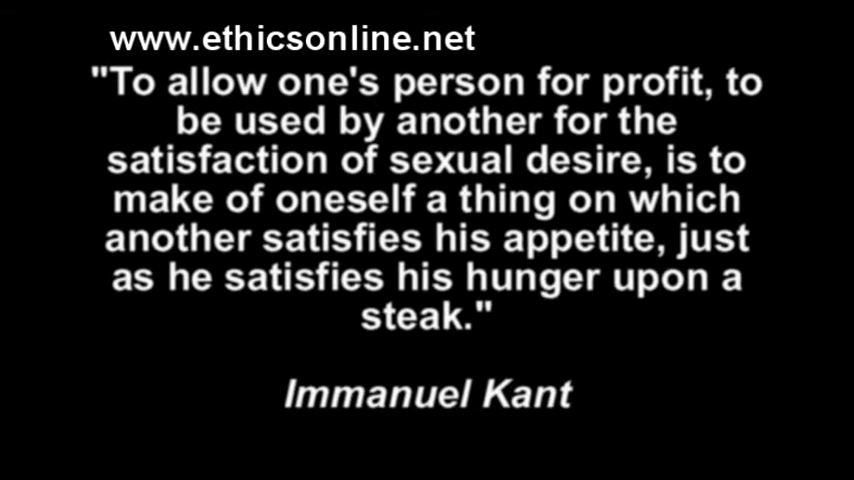 www.ethicsonline.net
"To allow one's person for profit, to
be used by another for the
satisfaction of sexual desire, is to
make of oneself a thing on which
another satisfies his appetite, just
as he satisfies his hunger upon a
steak."
Immanuel Kant